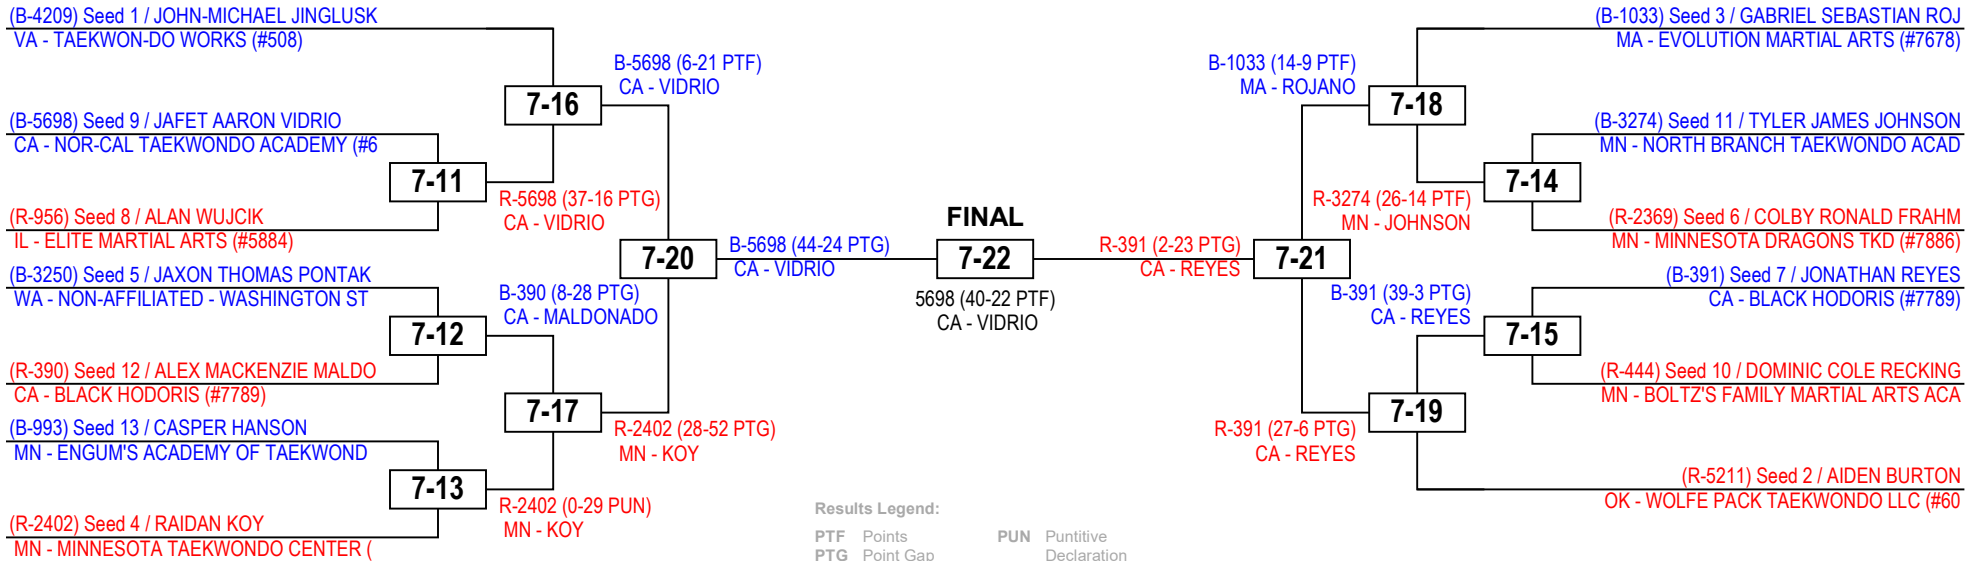 (B-4209) Seed 1 / JOHN-MICHAEL JINGLUSK
VA - TAEKWON-DO WORKS (#508)
B-5698 (6-21 PTF)
CA - VIDRIO
7-16
(B-5698) Seed 9 / JAFET AARON VIDRIO
CA - NOR-CAL TAEKWONDO ACADEMY (#6
7-11
R-5698 (37-16 PTG)
CA - VIDRIO
(R-956) Seed 8 / ALAN WUJCIK
IL - ELITE MARTIAL ARTS (#5884)
7-20
B-5698 (44-24 PTG)
CA - VIDRIO
(B-3250) Seed 5 / JAXON THOMAS PONTAK
WA - NON-AFFILIATED - WASHINGTON ST
B-390 (8-28 PTG)
CA - MALDONADO
7-12
(R-390) Seed 12 / ALEX MACKENZIE MALDO
CA - BLACK HODORIS (#7789)
7-17
R-2402 (28-52 PTG)
MN - KOY
(B-993) Seed 13 / CASPER HANSON
MN - ENGUM'S ACADEMY OF TAEKWOND
7-13
R-2402 (0-29 PUN)
MN - KOY
(R-2402) Seed 4 / RAIDAN KOY
MN - MINNESOTA TAEKWONDO CENTER (
FINAL
7-22
5698 (40-22 PTF)
CA - VIDRIO
(B-1033) Seed 3 / GABRIEL SEBASTIAN ROJ
MA - EVOLUTION MARTIAL ARTS (#7678)
B-1033 (14-9 PTF)
MA - ROJANO
7-18
(B-3274) Seed 11 / TYLER JAMES JOHNSON
MN - NORTH BRANCH TAEKWONDO ACAD
7-14
R-3274 (26-14 PTF)
MN - JOHNSON
(R-2369) Seed 6 / COLBY RONALD FRAHM
MN - MINNESOTA DRAGONS TKD (#7886)
R-391 (2-23 PTG)
CA - REYES
7-21
(B-391) Seed 7 / JONATHAN REYES
CA - BLACK HODORIS (#7789)
B-391 (39-3 PTG)
CA - REYES
7-15
(R-444) Seed 10 / DOMINIC COLE RECKING
MN - BOLTZ'S FAMILY MARTIAL ARTS ACA
7-19
R-391 (27-6 PTG)
CA - REYES
(R-5211) Seed 2 / AIDEN BURTON
OK - WOLFE PACK TAEKWONDO LLC (#60
Results Legend:
PTF Points PUN Puntitive
PTG Point Gap Declaration